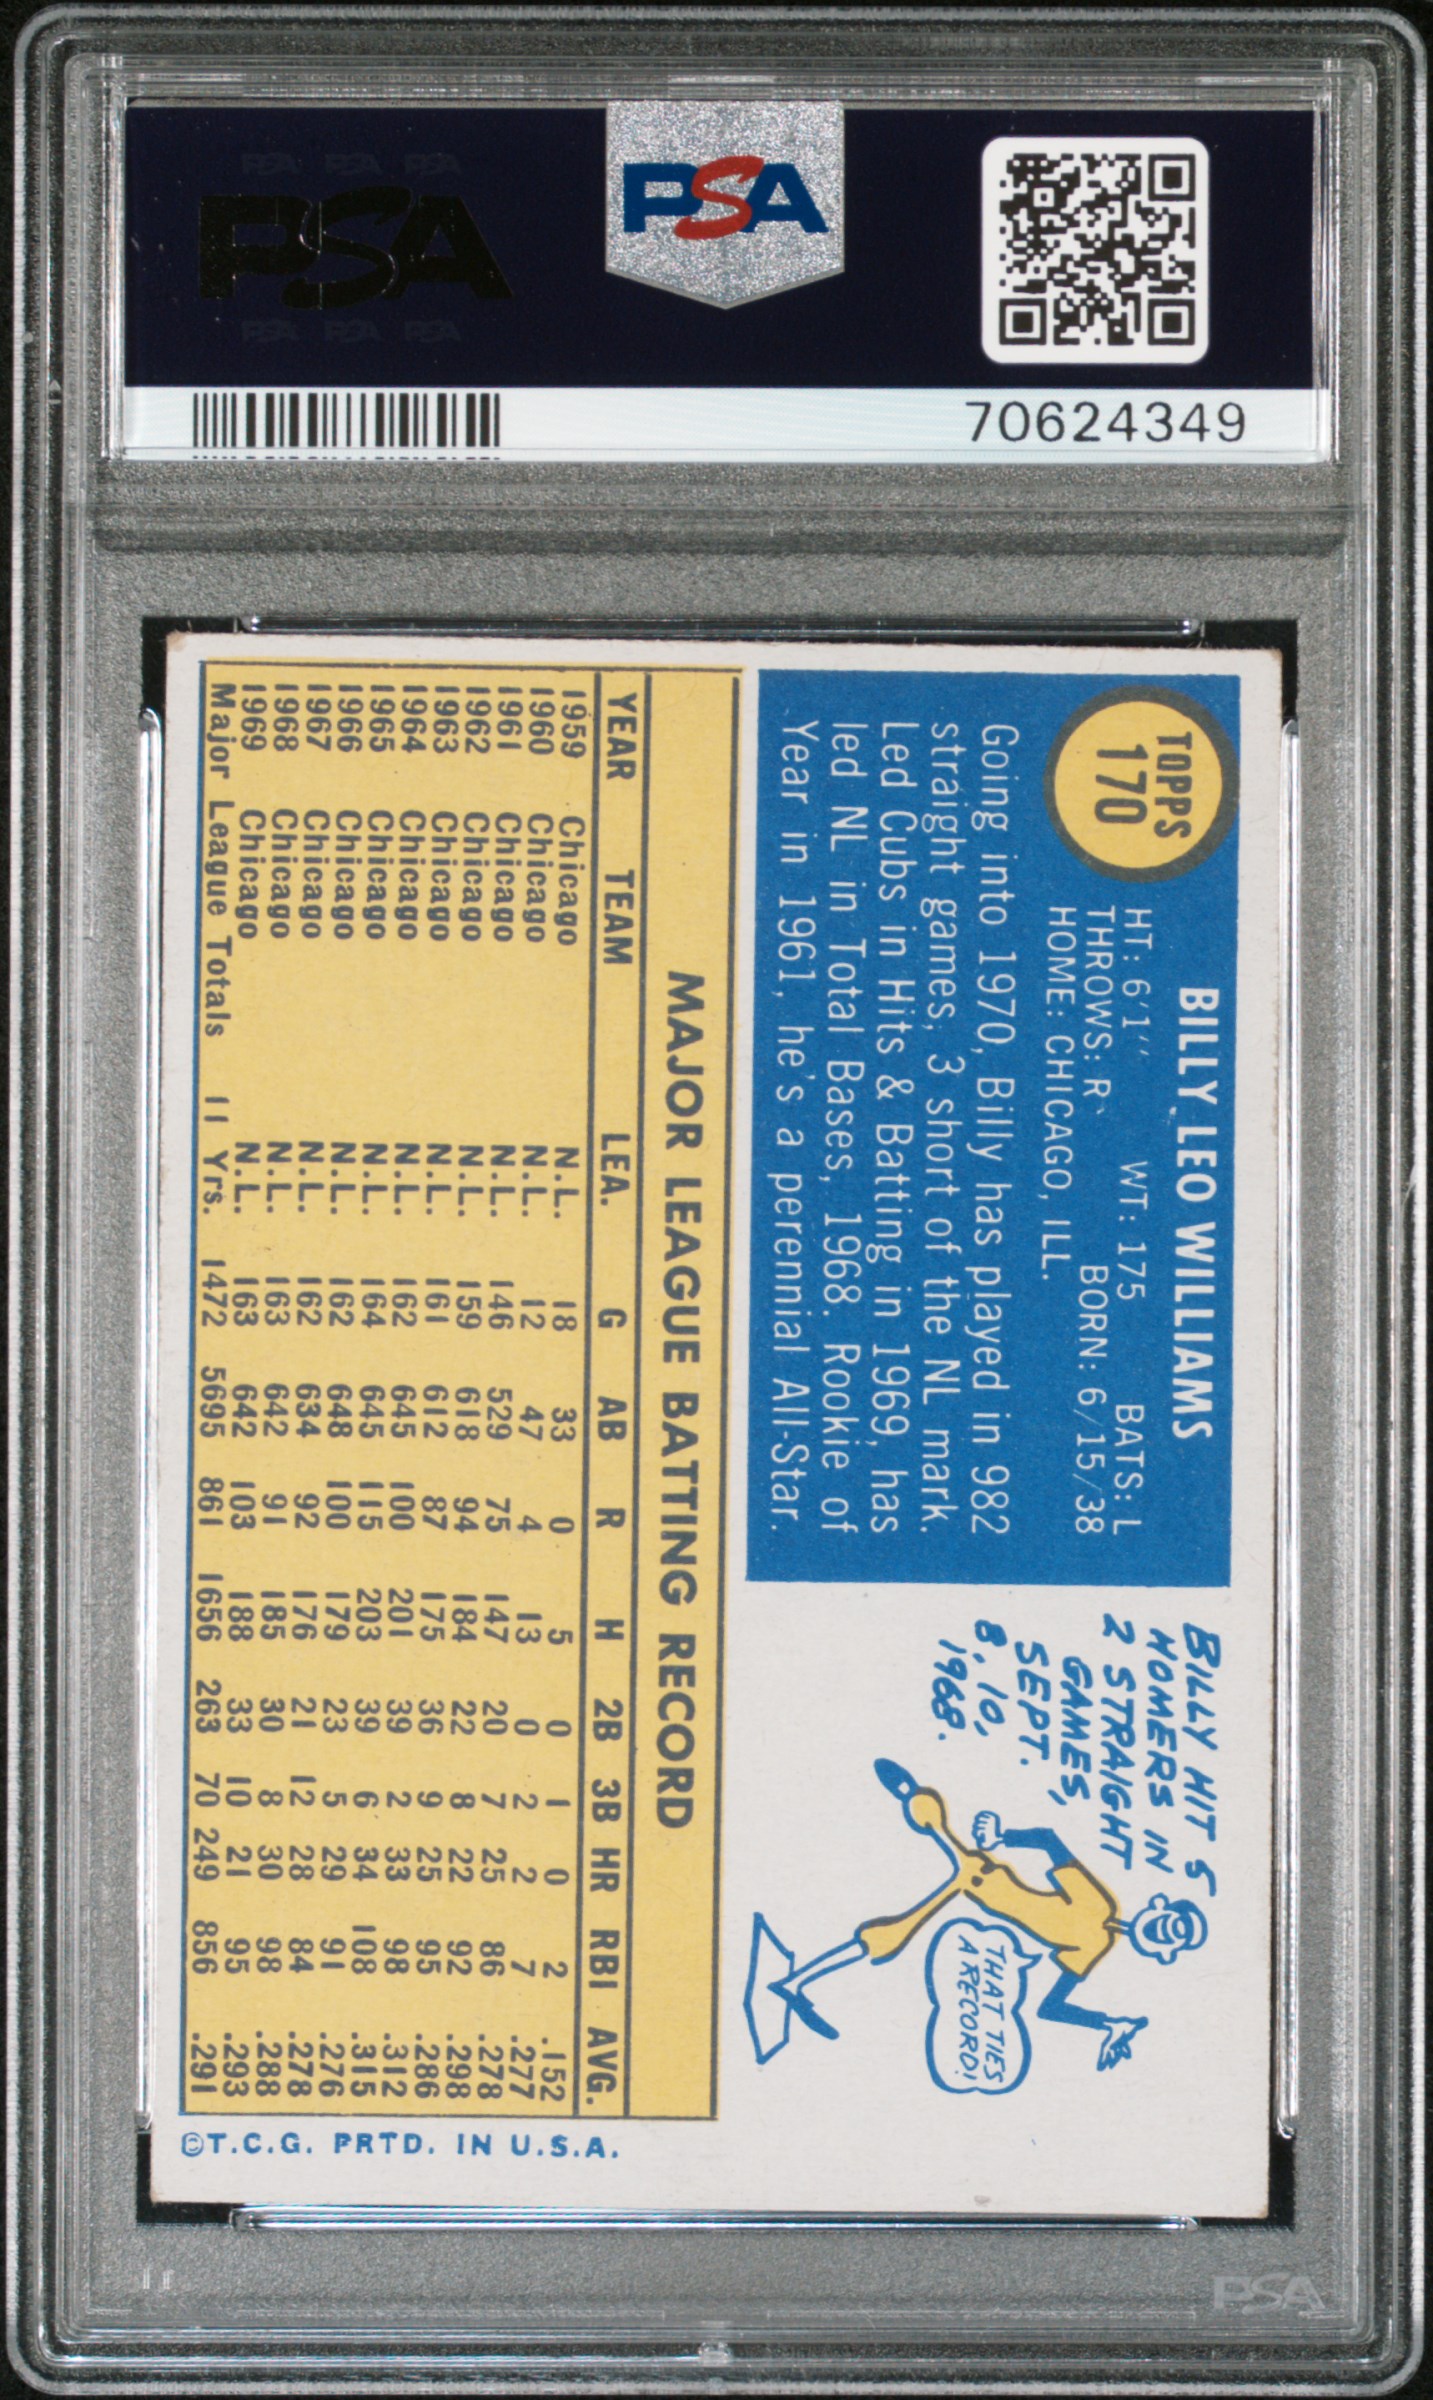 PSA PSA PSA
PSA
PSA PSA PSA
PSA
70624349
TOPPS
170
BILLY LEO WILLIAMS
HT: 6'1'' WT: 175 BATS: L
THROWS: R BORN: 6/15/38
HOME: CHICAGO, ILL.
Going into 1970, Billy has played in 982
straight games, 3 short of the NL mark.
Led Cubs in Hits & Batting in 1969, has
led NL in Total Bases, 1968. Rookie of
Year in 1961, he's a perennial All-Star.
BILLY HIT 5
HOMERS IN
2 STRAIGHT
GAMES,
SEPT.
8, 10,
1968.
THAT TIES
A RECORD!
MAJOR LEAGUE BATTING RECORD
YEAR TEAM LEA. G AB R H 2B 3B HR RBI AVG.
1959 Chicago N.L. 18 33 0 5 0 1 0 2 .152
1960 Chicago N.L. 12 47 4 13 0 2 2 7 .277
1961 Chicago N.L. 146 529 75 147 20 7 25 86 .278
1962 Chicago N.L. 159 618 94 184 22 8 22 92 .298
1963 Chicago N.L. 161 612 87 175 36 9 25 95 .286
1964 Chicago N.L. 162 645 100 201 39 2 33 98 .312
1965 Chicago N.L. 164 645 115 203 39 6 34 108 .315
1966 Chicago N.L. 162 648 100 179 23 5 29 91 .276
1967 Chicago N.L. 162 634 92 176 21 12 28 84 .278
1968 Chicago N.L. 163 642 91 185 30 8 30 98 .288
1969 Chicago N.L. 163 642 103 188 33 10 21 95 .293
Major League Totals 11 Yrs. 1472 5695 861 1656 263 70 249 856 .291
©T.C.G. PRTD. IN U.S.A.
PSA